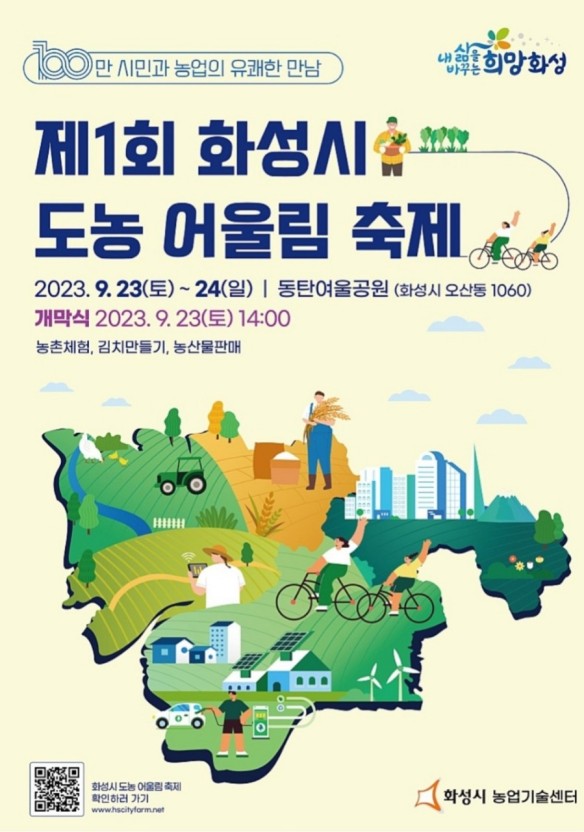 100만 시민과 농업의 유쾌한 만남
내 삶을 바꾸는 희망화성
제1회 화성시
도농 어울림 축제
2023. 9. 23(토) ~ 24(일) | 동탄여울공원 (화성시 오산동 1060)
개막식 2023. 9. 23(토) 14:00
농촌체험, 김치만들기, 농산물판매
화성시 도농 어울림 축제
확인하러 가기
www.hscityfarm.net
화성시 농업기술센터